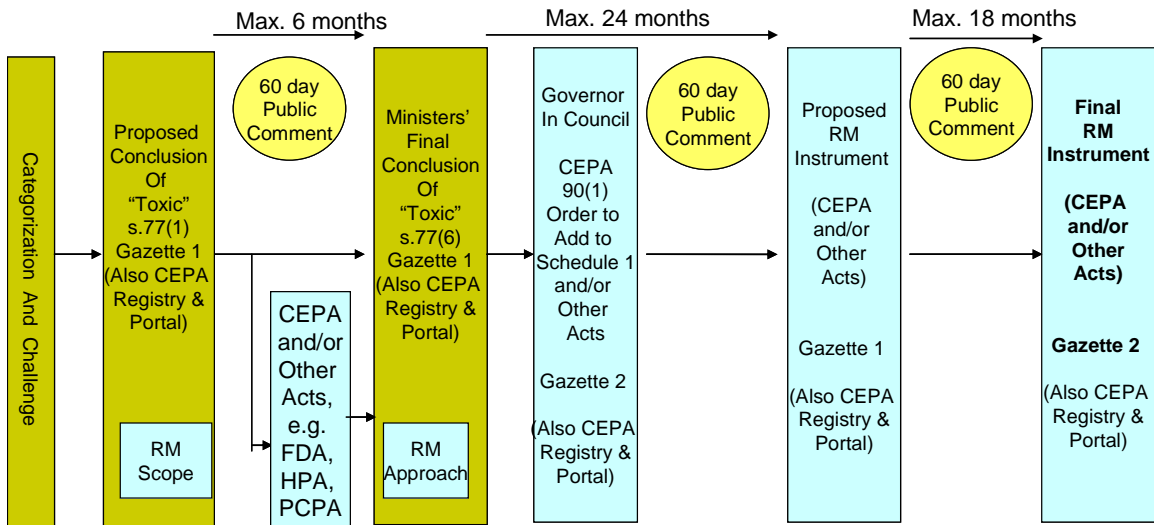 Max. 6 months
Max. 24 months
Max. 18 months
Categorization And Challenge
Proposed
Conclusion
Of
“Toxic”
s.77(1)
Gazette 1
(Also CEPA
Registry &
Portal)
RM
Scope
60 day
Public
Comment
CEPA
and/or
Other
Acts,
e.g.
FDA,
HPA,
PCPA
Ministers’
Final
Conclusion
Of
“Toxic”
s.77(6)
Gazette 1
(Also CEPA
Registry &
Portal)
RM
Approach
Governor
In Council
CEPA
90(1)
Order to
Add to
Schedule 1
and/or
Other
Acts
Gazette 2
(Also CEPA
Registry &
Portal)
60 day
Public
Comment
Proposed
RM
Instrument
(CEPA
and/or
Other
Acts)
Gazette 1
(Also CEPA
Registry &
Portal)
60 day
Public
Comment
Final
RM
Instrument
(CEPA
and/or
Other
Acts)
Gazette 2
(Also CEPA
Registry &
Portal)